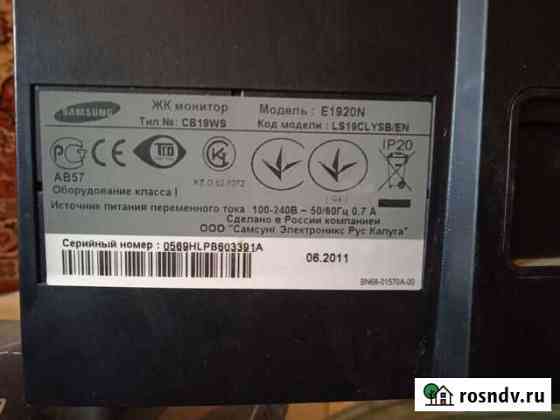 SAMSUNG
ЖК монитор Модель : E1920N
Тип №: CB19WS Код модели : LS19CLYSB/EN
IP20
АВ57
Оборудование класса I
Источник питания переменного тока : 100-240В ~ 50/60Гц 0.7 А
Сделано в России компанией
ООО "Самсунг Электроникс Рус Калуга"
Серийный номер : 0569HLPB603391A
06.2011
BN68-01570A-00
rosndv.ru